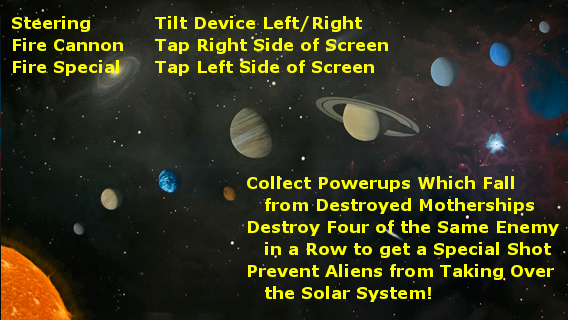 Steering Tilt Device Left/Right
Fire Cannon Tap Right Side of Screen
Fire Special Tap Left Side of Screen
Collect Powerups Which Fall
from Destroyed Motherships
Destroy Four of the Same Enemy
in a Row to get a Special Shot
Prevent Aliens from Taking Over
the Solar System!